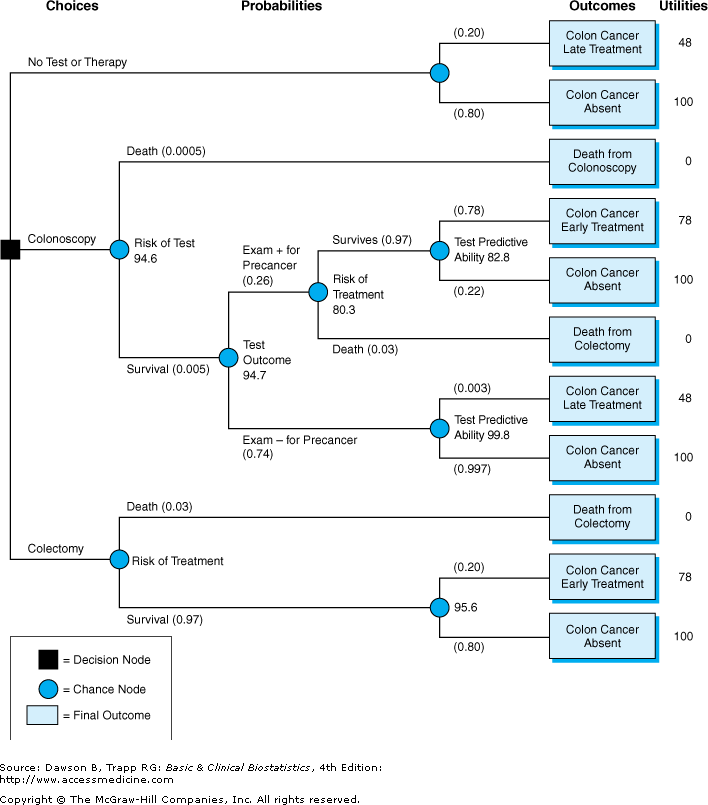 Choices Probabilities Outcomes Utilities
No Test or Therapy
(0.20)
Colon Cancer
Late Treatment
48
(0.80)
Colon Cancer
Absent
100
Death (0.0005)
Death from
Colonoscopy
0
Colonoscopy
Risk of Test
94.6
Survival (0.005)
Test
Outcome
94.7
Exam + for
Precancer
(0.26)
Risk of
Treatment
80.3
Survives (0.97)
Test Predictive
Ability 82.8
(0.78)
Colon Cancer
Early Treatment
78
(0.22)
Colon Cancer
Absent
100
Death (0.03)
Death from
Colectomy
0
Exam – for Precancer
(0.74)
Test Predictive
Ability 99.8
(0.003)
Colon Cancer
Late Treatment
48
(0.997)
Colon Cancer
Absent
100
Colectomy
Risk of Treatment
Death (0.03)
Death from
Colectomy
0
Survival (0.97)
95.6
(0.20)
Colon Cancer
Early Treatment
78
(0.80)
Colon Cancer
Absent
100
= Decision Node
= Chance Node
= Final Outcome
Source: Dawson B, Trapp RG: Basic & Clinical Biostatistics, 4th Edition:
http://www.accessmedicine.com
Copyright © The McGraw-Hill Companies, Inc. All rights reserved.